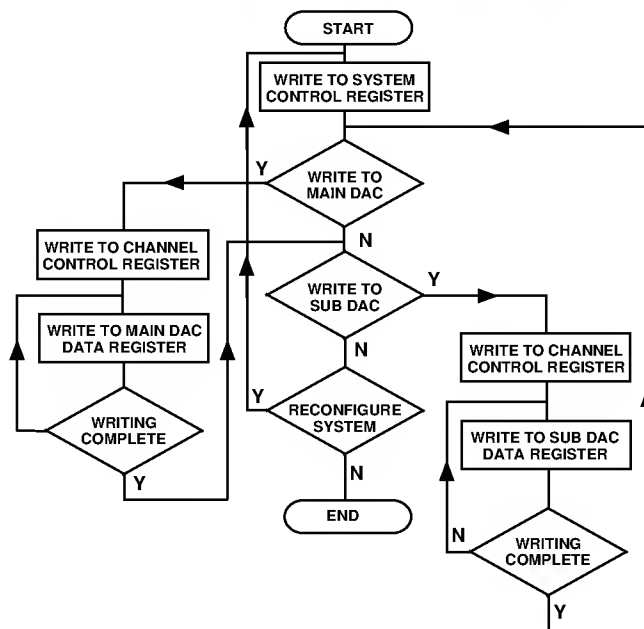 START
WRITE TO SYSTEM
CONTROL REGISTER
Y
WRITE TO
MAIN DAC
N
WRITE TO CHANNEL
CONTROL REGISTER
WRITE TO
SUB DAC
Y
WRITE TO MAIN DAC
DATA REGISTER
N
WRITE TO CHANNEL
CONTROL REGISTER
Y
RECONFIGURE
SYSTEM
WRITING
COMPLETE
WRITE TO SUB DAC
DATA REGISTER
N
Y
END
N
WRITING
COMPLETE
Y